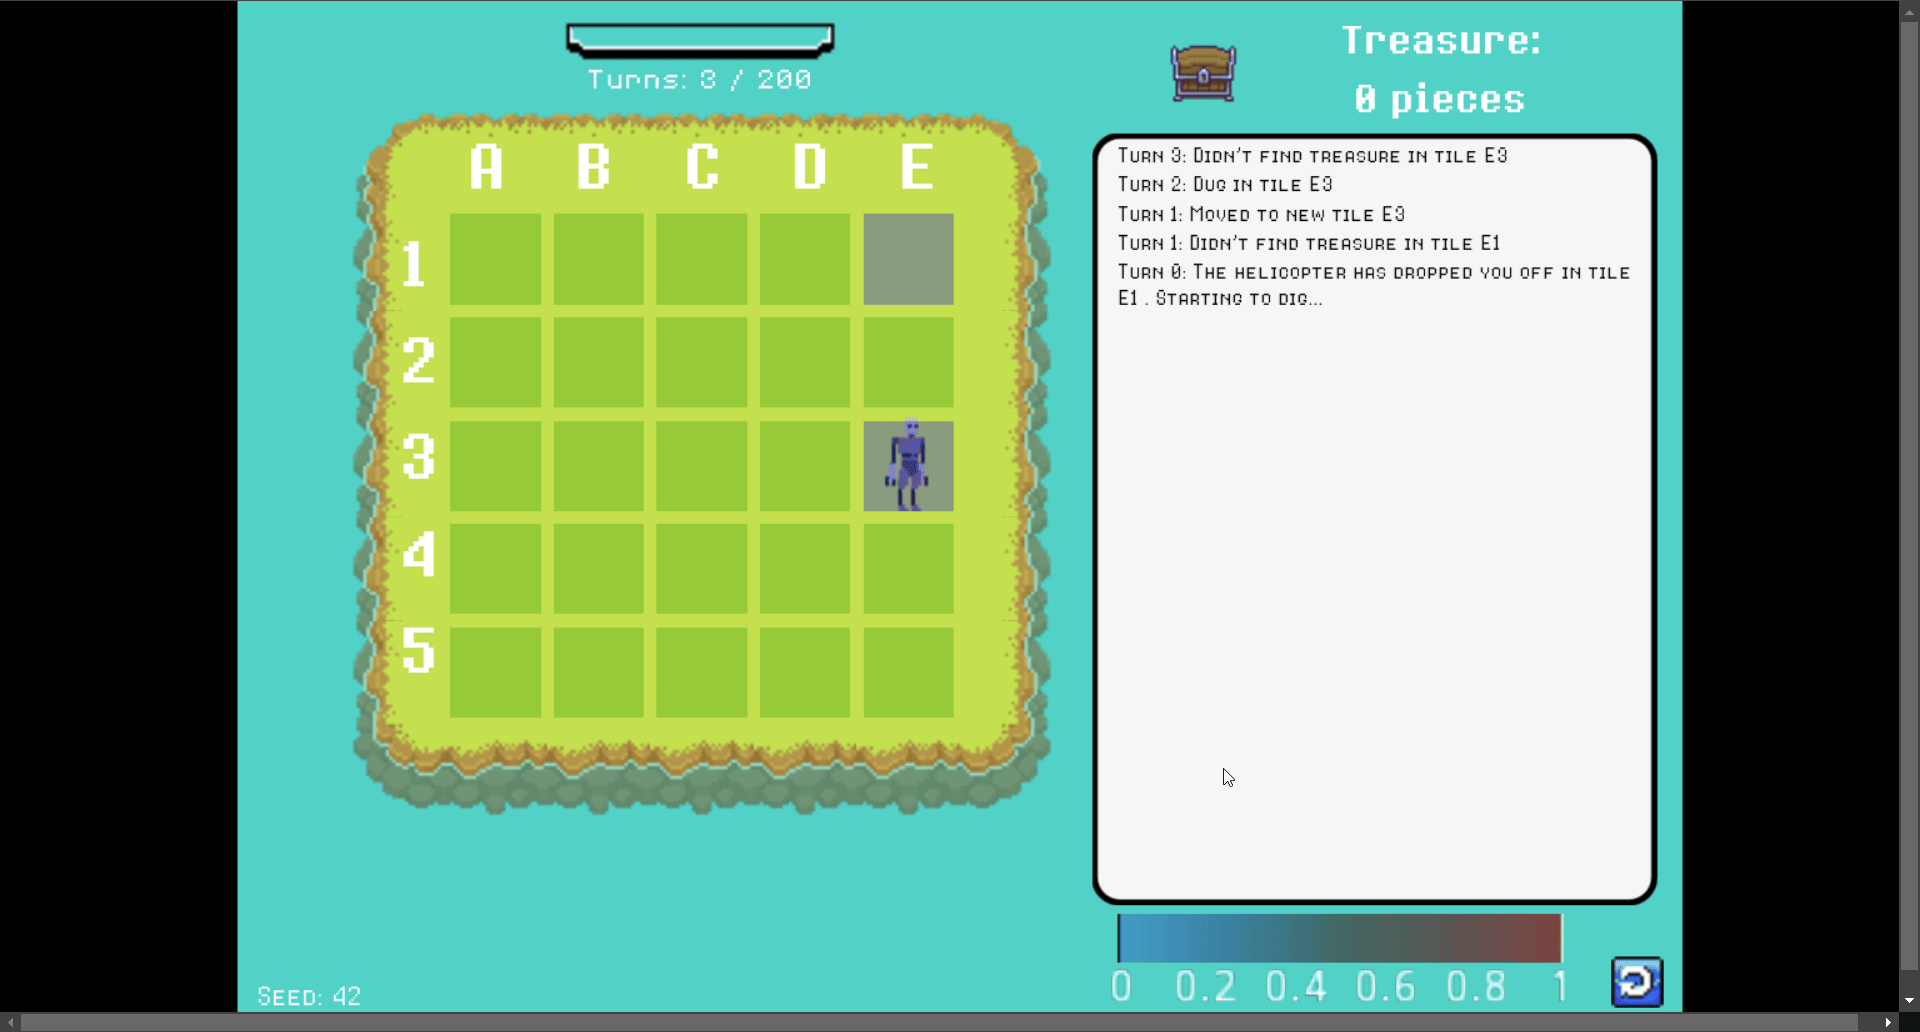 Turns: 3 / 200
Treasure:
0 pieces
A B C D E
1
2
3
4
5
Turn 3: Didn't find treasure in tile E3
Turn 2: Dug in tile E3
Turn 1: Moved to new tile E3
Turn 1: Didn't find treasure in tile E1
Turn 0: The helicopter has dropped you off in tile
E1 . Starting to dig...
0 0.2 0.4 0.6 0.8 1
Seed: 42